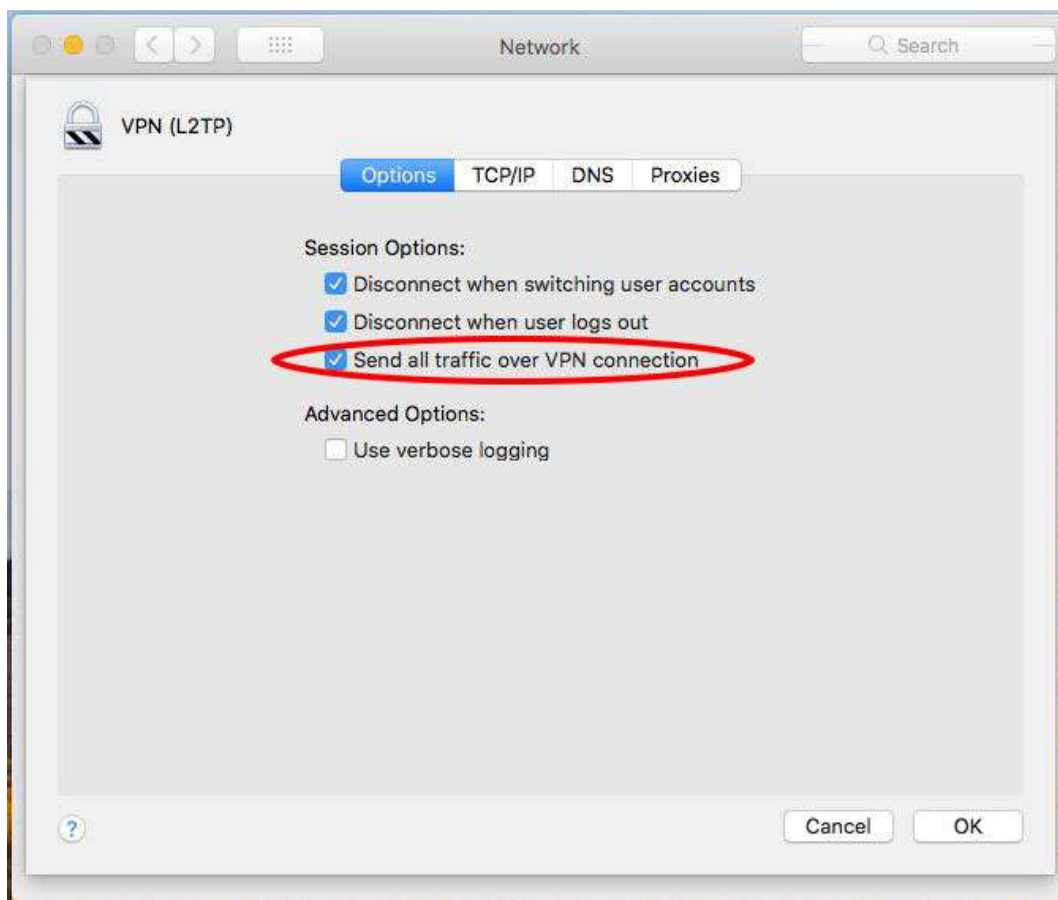 Network
Search
VPN (L2TP)
Options TCP/IP DNS Proxies
Session Options:
Disconnect when switching user accounts
Disconnect when user logs out
Send all traffic over VPN connection
Advanced Options:
Use verbose logging
?
Cancel OK